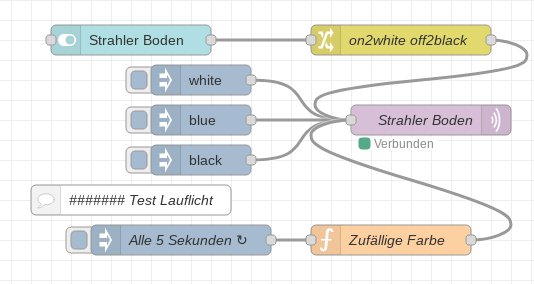 Strahler Boden
on2white off2black
white
blue
Strahler Boden
Verbunden
black
####### Test Lauflicht
Alle 5 Sekunden ↻
Zufällige Farbe